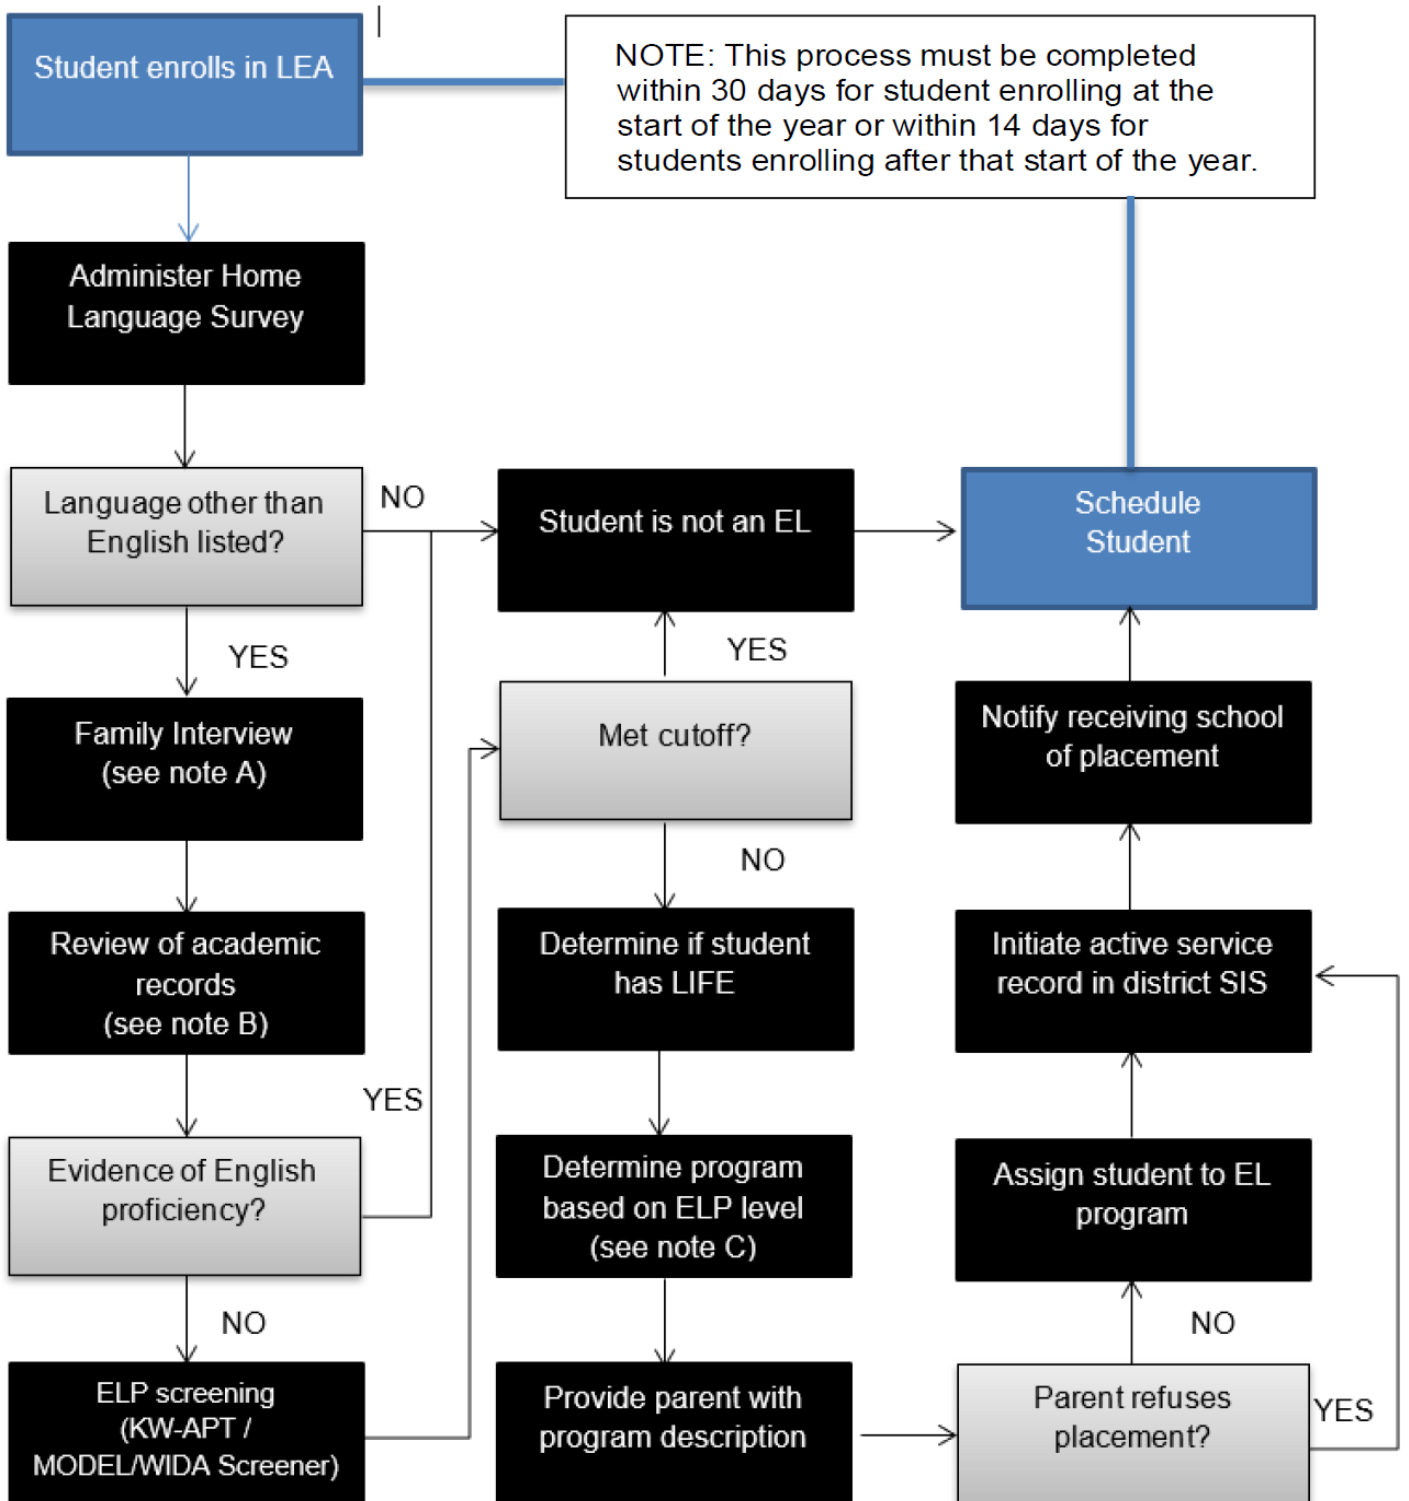 Student enrolls in LEA
NOTE: This process must be completed
within 30 days for student enrolling at the
start of the year or within 14 days for
students enrolling after that start of the year.
Administer Home
Language Survey
Language other than
English listed?
NO
Student is not an EL
Schedule
Student
YES
YES
Family Interview
(see note A)
Met cutoff?
Notify receiving school
of placement
NO
Review of academic
records
(see note B)
Determine if student
has LIFE
Initiate active service
record in district SIS
YES
Evidence of English
proficiency?
Determine program
based on ELP level
(see note C)
Assign student to EL
program
NO
NO
ELP screening
(KW-APT /
MODEL/WIDA Screener)
Provide parent with
program description
Parent refuses
placement?
YES